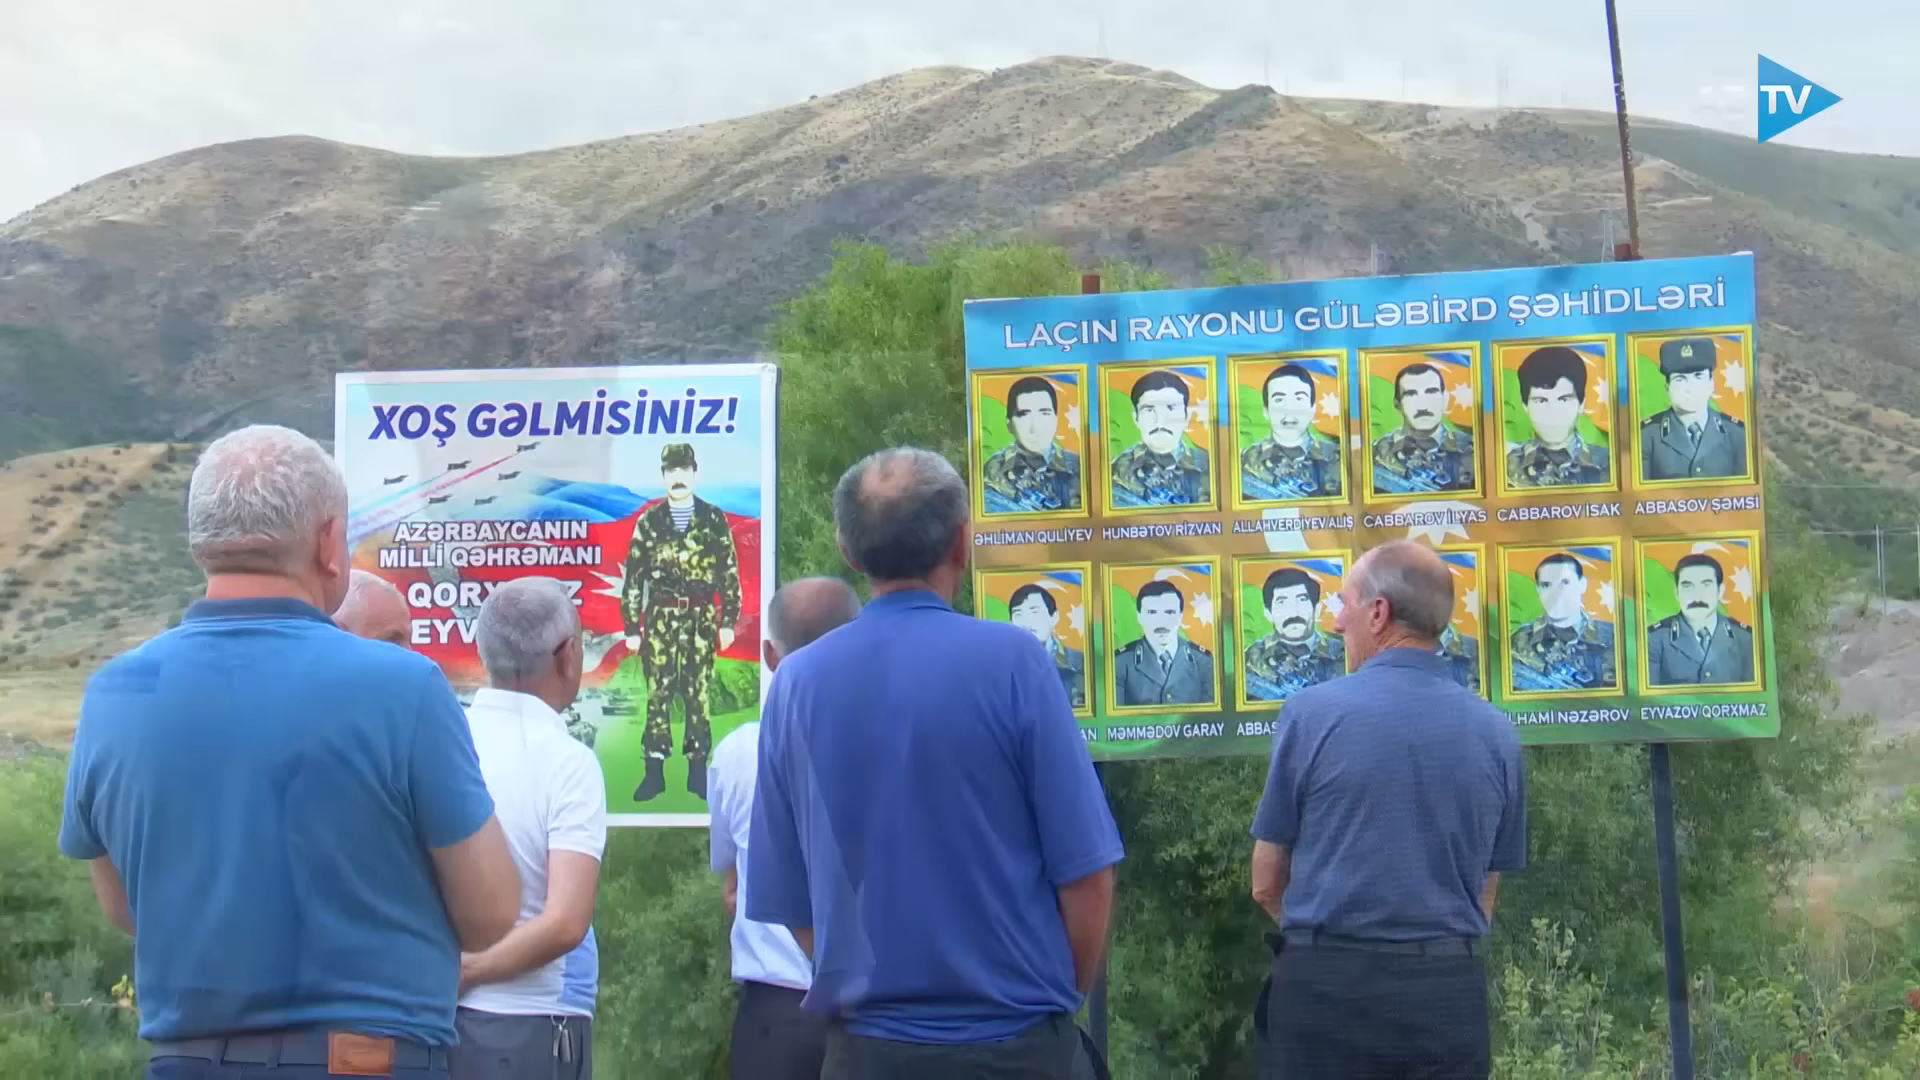 TV
XOŞ GƏLMİSİNİZ!
AZƏRBAYCANIN
MİLLİ QƏHRƏMANI
LAÇIN RAYONU GÜLƏBİRD ŞƏHİDLƏRİ
ƏHLİMAN QULİYEV HUNBƏTOV RİZVAN ALLAHVERDİYEV ALİŞ CABBAROV İLYAS CABBAROV İSAK ABBASOV ŞƏMSİ
MƏMMƏDOV GARAY NƏZƏROV EYVAZOV QORXMAZ